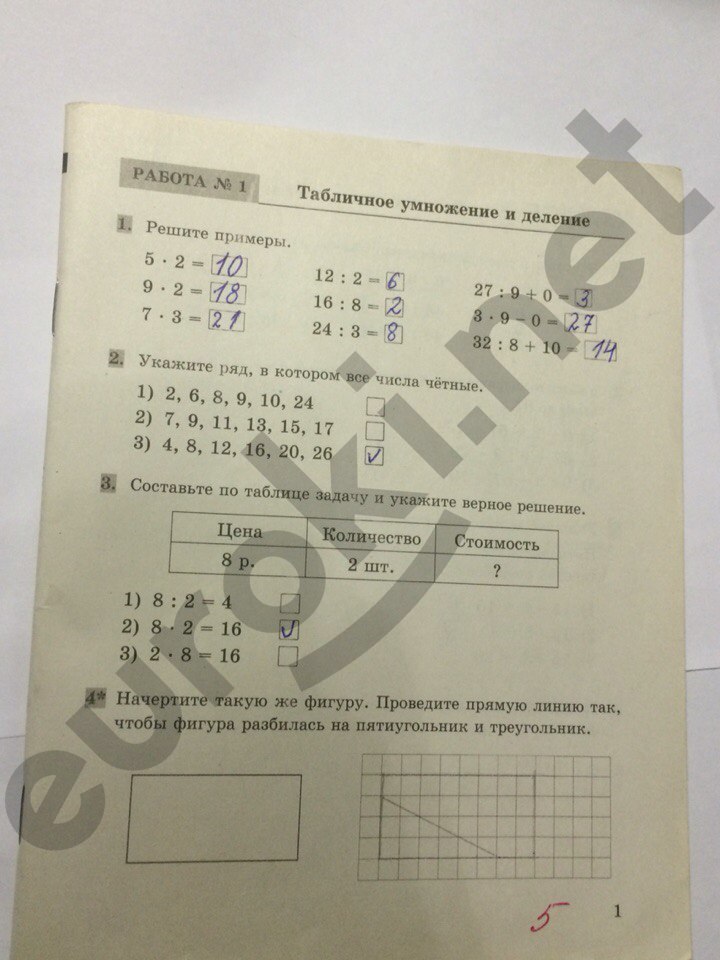 РАБОТА № 1
Табличное умножение и деление
1. Решите примеры.
5 · 2 = 10
9 · 2 = 18
7 · 3 = 21
12 : 2 = 6
16 : 8 = 2
24 : 3 = 8
27 : 9 + 0 = 3
3 · 9 − 0 = 27
32 : 8 + 10 = 14
2. Укажите ряд, в котором все числа чётные.
1) 2, 6, 8, 9, 10, 24
2) 7, 9, 11, 13, 15, 17
3) 4, 8, 12, 16, 20, 26
3. Составьте по таблице задачу и укажите верное решение.
Цена Количество Стоимость
8 р. 2 шт. ?
1) 8 : 2 = 4
2) 8 · 2 = 16
3) 2 · 8 = 16
4* Начертите такую же фигуру. Проведите прямую линию так,
чтобы фигура разбилась на пятиугольник и треугольник.
5
1
euroki.net